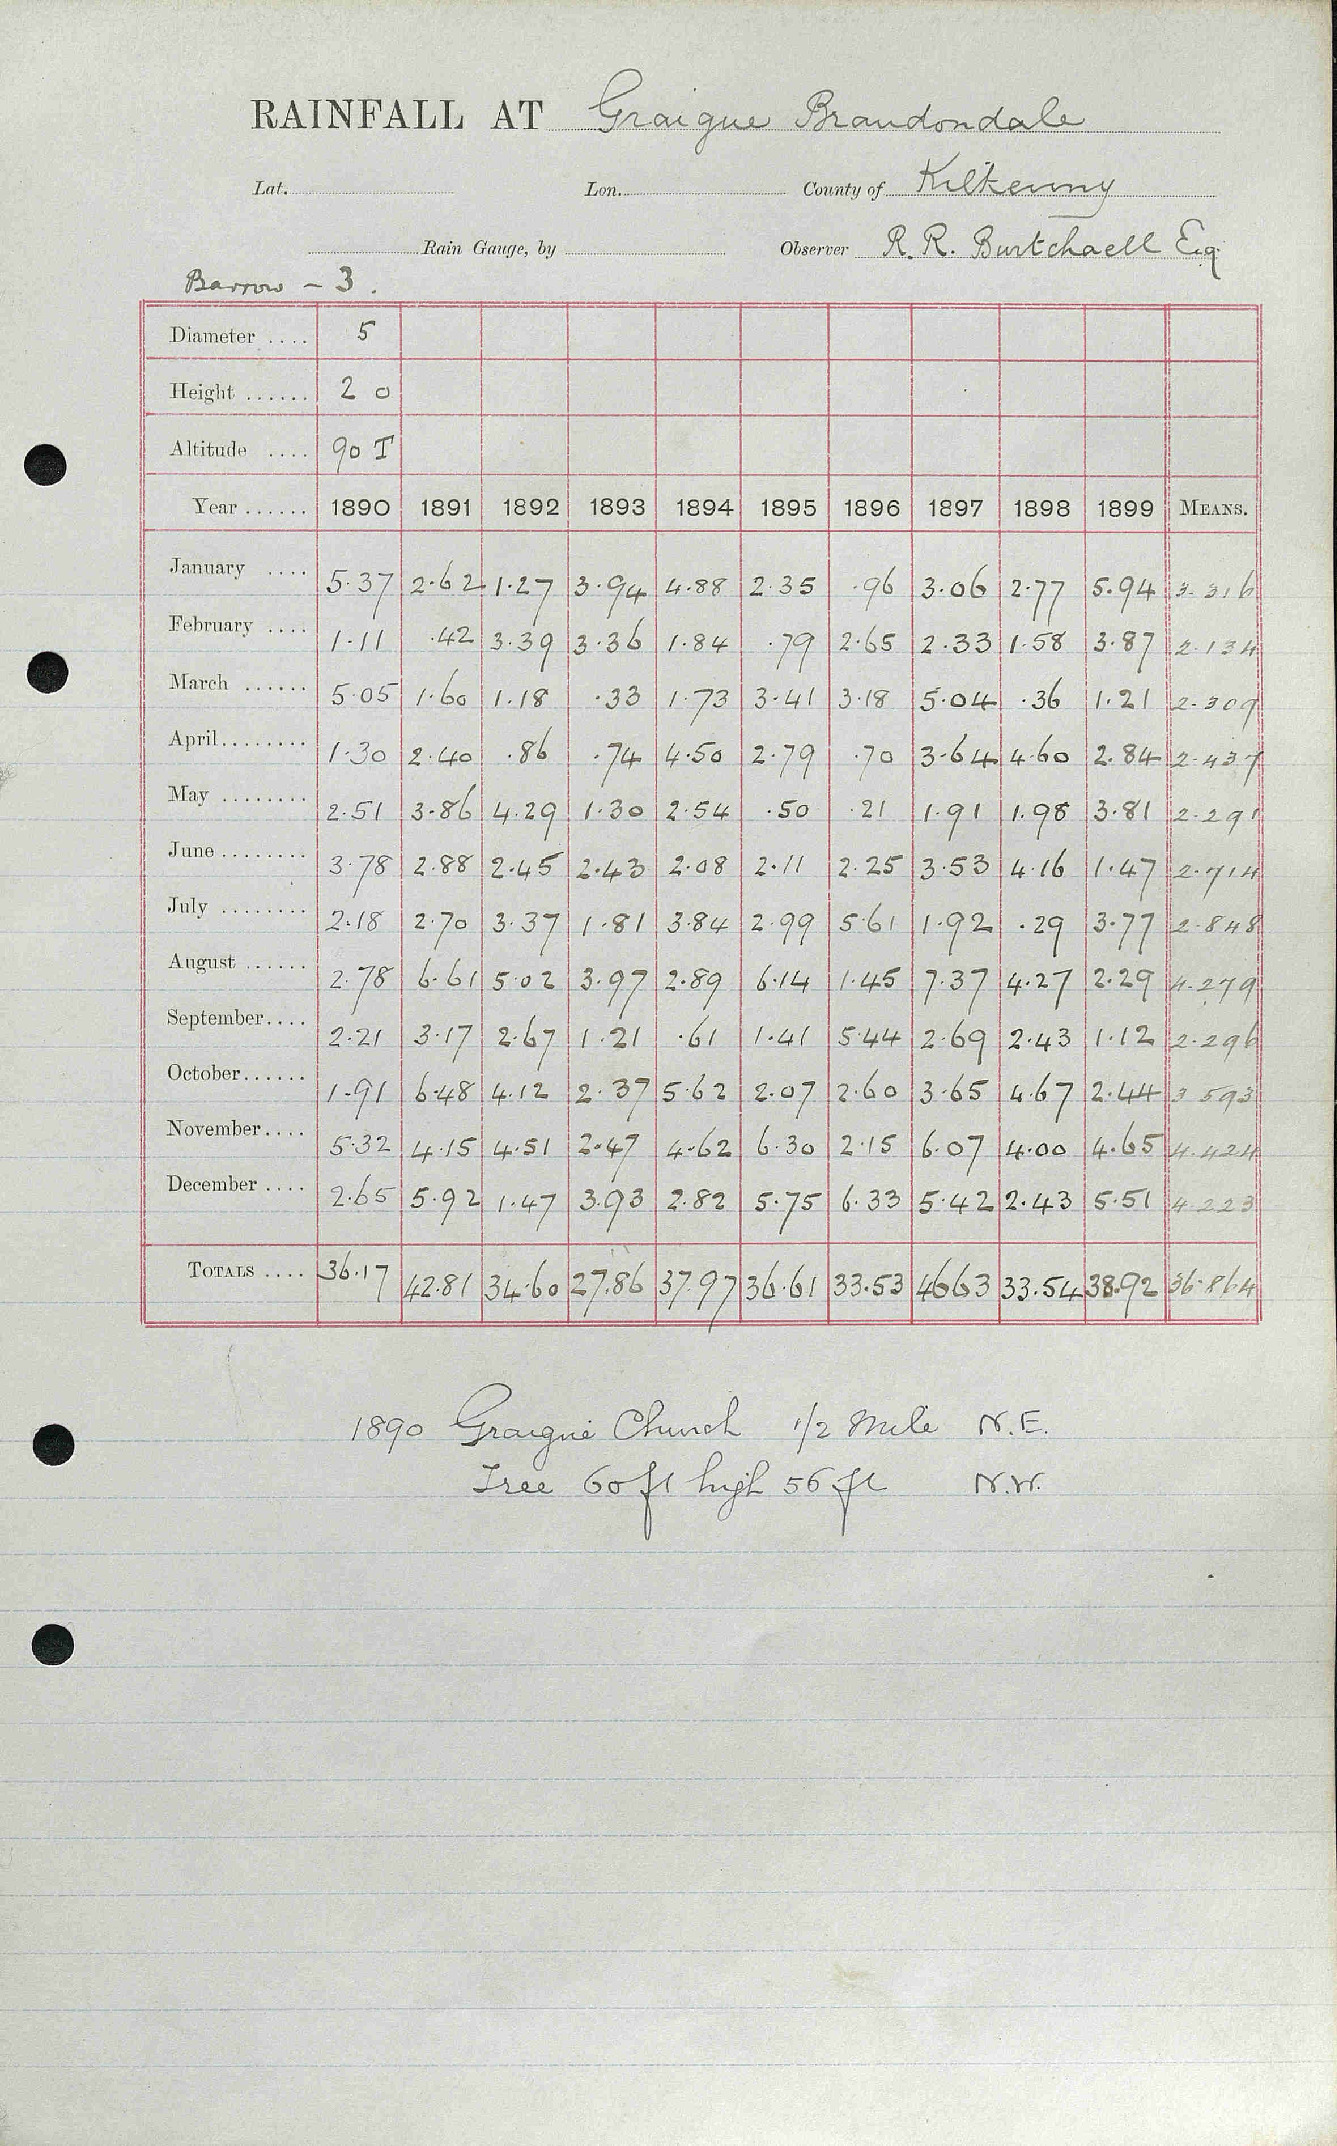 RAINFALL AT Graigue Brandondale
Lat. Lon. County of Kilkenny
Rain Gauge, by Observer R. R. Burtchaell Esq
Barrow - 3.
Diameter .... 5
Height ...... 2 0
Altitude .... 90 T
Year ...... 1890 1891 1892 1893 1894 1895 1896 1897 1898 1899 MEANS.
January .... 5.37 2.62 1.27 3.94 4.88 2.35 .96 3.06 2.77 5.94 3.316
February .... 1.11 .42 3.39 3.36 1.84 .79 2.65 2.33 1.58 3.87 2.134
March ...... 5.05 1.60 1.18 .33 1.73 3.41 3.18 5.04 .36 1.21 2.309
April........ 1.30 2.40 .86 .74 4.50 2.79 .70 3.64 4.60 2.84 2.437
May ........ 2.51 3.86 4.29 1.30 2.54 .50 .21 1.91 1.98 3.81 2.291
June ........ 3.78 2.88 2.45 2.43 2.08 2.11 2.25 3.53 4.16 1.47 2.714
July ........ 2.18 2.70 3.37 1.81 3.84 2.99 5.61 1.92 .29 3.77 2.848
August ...... 2.78 6.61 5.02 3.97 2.89 6.14 1.45 7.37 4.27 2.29 4.279
September.... 2.21 3.17 2.67 1.21 .61 1.41 5.44 2.69 2.43 1.12 2.296
October...... 1.91 6.48 4.12 2.37 5.62 2.07 2.60 3.65 4.67 2.44 3.593
November.... 5.32 4.15 4.51 2.47 4.62 6.30 2.15 6.07 4.00 4.65 4.424
December .... 2.65 5.92 1.47 3.93 2.82 5.75 6.33 5.42 2.43 5.51 4.223
TOTALS .... 36.17 42.81 34.60 27.86 37.97 36.61 33.53 4663 33.54 38.92 36.864
1890 Graigue Church 1/2 Mile N.E.
Tree 60 ft high 56 ft N.W.